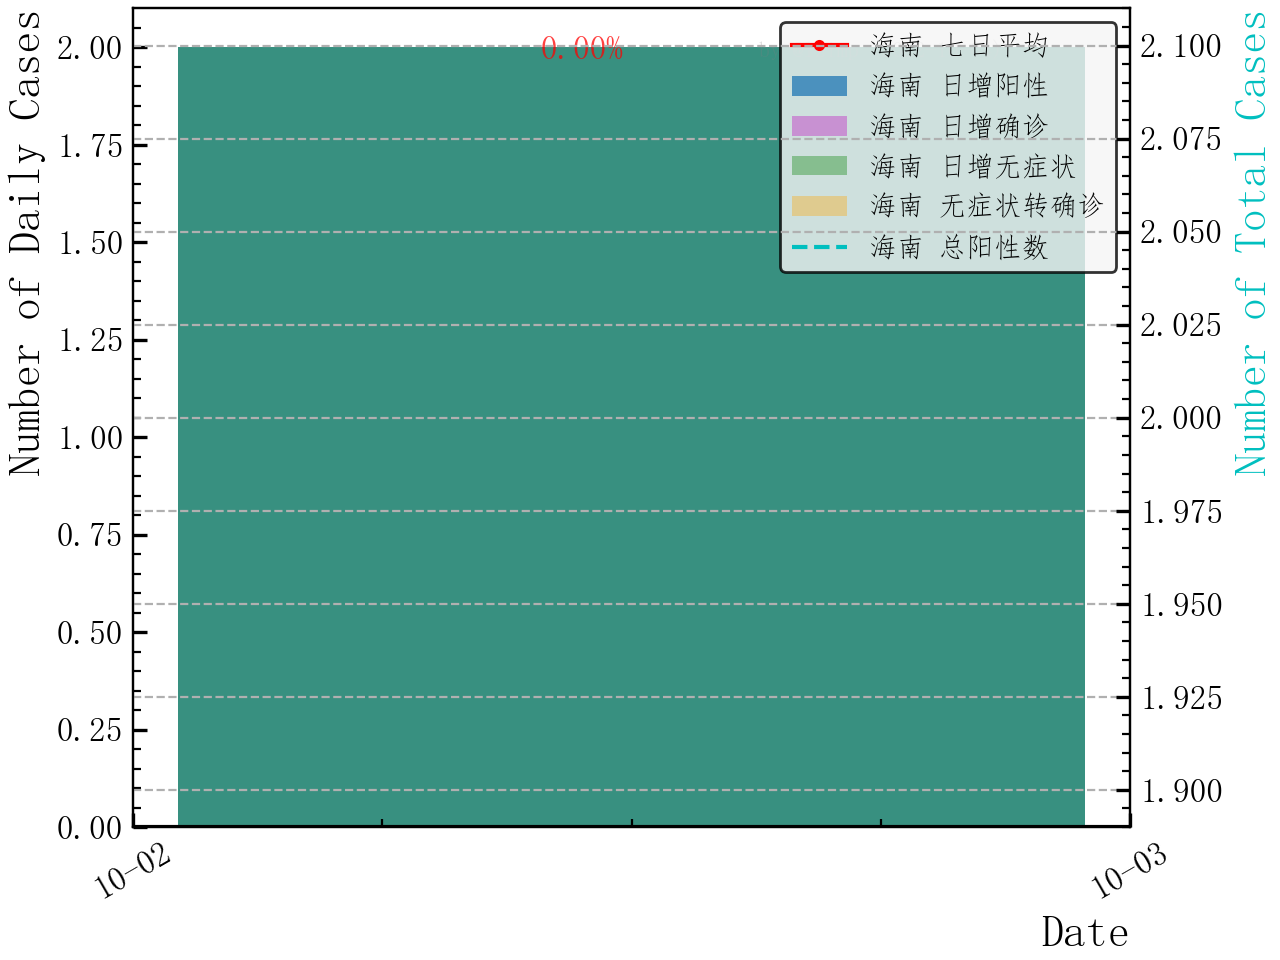 Number of Daily Cases
2.00
1.75
1.50
1.25
1.00
0.75
0.50
0.25
0.00
0.00%
海南 七日平均
海南 日增阳性
海南 日增确诊
海南 日增无症状
海南 无症状转确诊
海南 总阳性数
2.100
2.075
2.050
2.025
2.000
1.975
1.950
1.925
1.900
Number of Total Cases
10-02
10-03
Date